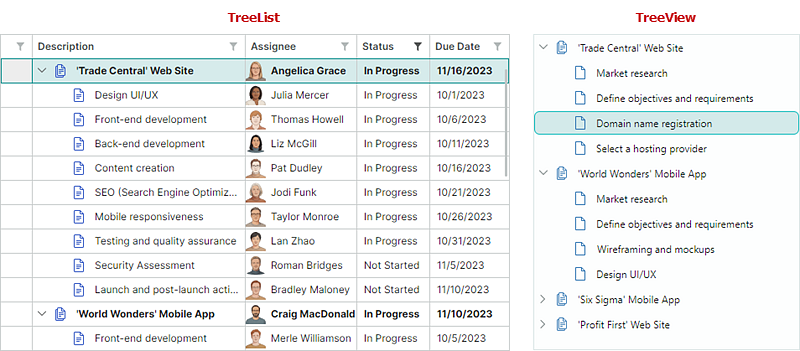 TreeList
Description Assignee Status Due Date
'Trade Central' Web Site Angelica Grace In Progress 11/16/2023
Design UI/UX Julia Mercer In Progress 10/1/2023
Front-end development Thomas Howell In Progress 10/6/2023
Back-end development Liz McGill In Progress 10/11/2023
Content creation Pat Dudley In Progress 10/16/2023
SEO (Search Engine Optimiz... Jodi Funk In Progress 10/21/2023
Mobile responsiveness Taylor Monroe In Progress 10/26/2023
Testing and quality assurance Lan Zhao In Progress 10/31/2023
Security Assessment Roman Bridges Not Started 11/5/2023
Launch and post-launch acti... Bradley Maloney Not Started 11/10/2023
'World Wonders' Mobile App Craig MacDonald In Progress 11/10/2023
Front-end development Merle Williamson In Progress 10/5/2023
TreeView
'Trade Central' Web Site
Market research
Define objectives and requirements
Domain name registration
Select a hosting provider
'World Wonders' Mobile App
Market research
Define objectives and requirements
Wireframing and mockups
Design UI/UX
'Six Sigma' Mobile App
'Profit First' Web Site